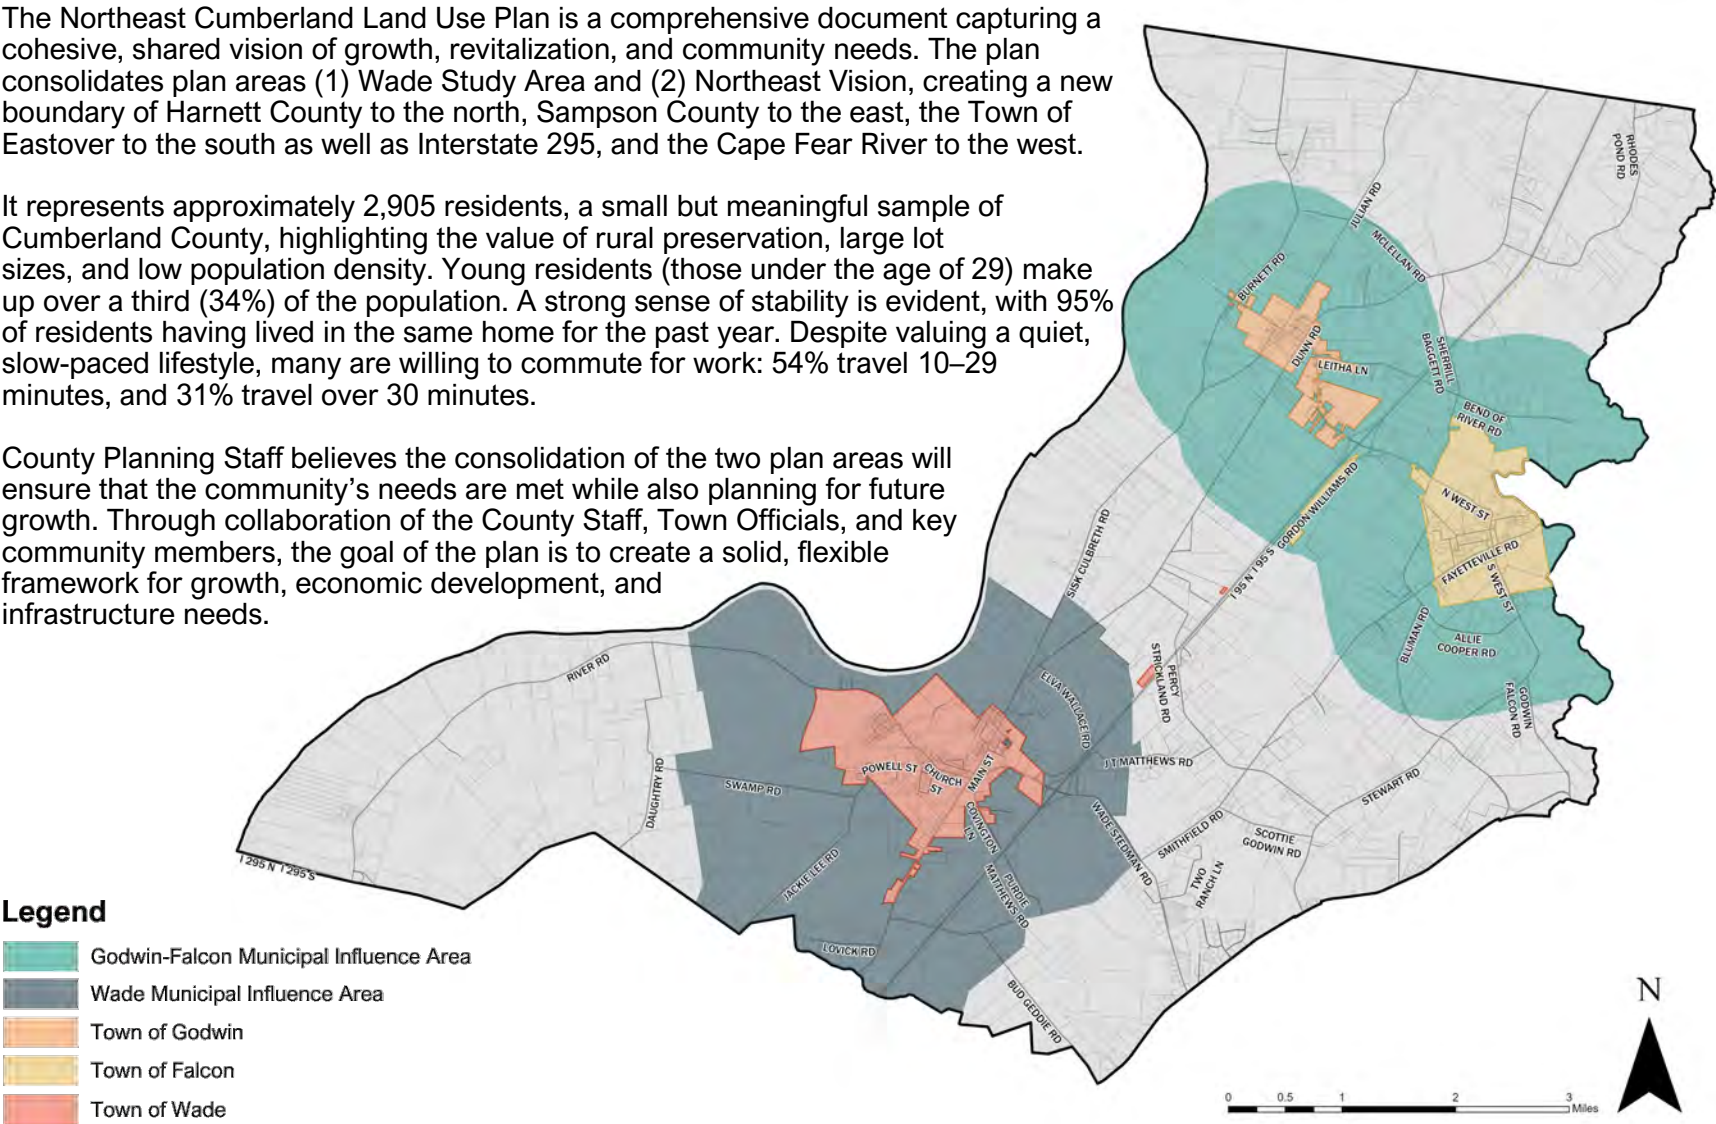 The Northeast Cumberland Land Use Plan is a comprehensive document capturing a
cohesive, shared vision of growth, revitalization, and community needs. The plan
consolidates plan areas (1) Wade Study Area and (2) Northeast Vision, creating a new
boundary of Harnett County to the north, Sampson County to the east, the Town of
Eastover to the south as well as Interstate 295, and the Cape Fear River to the west.
It represents approximately 2,905 residents, a small but meaningful sample of
Cumberland County, highlighting the value of rural preservation, large lot
sizes, and low population density. Young residents (those under the age of 29) make
up over a third (34%) of the population. A strong sense of stability is evident, with 95%
of residents having lived in the same home for the past year. Despite valuing a quiet,
slow-paced lifestyle, many are willing to commute for work: 54% travel 10–29
minutes, and 31% travel over 30 minutes.
County Planning Staff believes the consolidation of the two plan areas will
ensure that the community’s needs are met while also planning for future
growth. Through collaboration of the County Staff, Town Officials, and key
community members, the goal of the plan is to create a solid, flexible
framework for growth, economic development, and
infrastructure needs.
RHODES
POND RD
JULIAN RD
MCLELLAN RD
BURNETT RD
DUNN RD
LEITHA LN
SHERRILL
BAGGETT RD
BEND OF
RIVER RD
GORDON WILLIAMS RD
N WEST ST
FAYETTEVILLE RD
S WEST ST
SISK CULBRETH RD
I 95 N I 95 S
BLUMAN RD
ALLIE
COOPER RD
GODWIN
FALCON RD
PERCY
STRICKLAND RD
RIVER RD
ELVA WALLACE RD
J T MATTHEWS RD
POWELL ST
CHURCH
ST
MAIN ST
SWAMP RD
DAUGHTRY RD
COVINGTON
LN
WADE STEDMAN RD
STEWART RD
SMITHFIELD RD
SCOTTIE
GODWIN RD
TWO
RANCH LN
JACKIE LEE RD
PURDIE
MATTHEWS RD
LOVICK RD
BUD GEDDIE RD
I 295 N I 295 S
Legend
Godwin-Falcon Municipal Influence Area
Wade Municipal Influence Area
Town of Godwin
Town of Falcon
Town of Wade
N
0 0.5 1 2 3
Miles